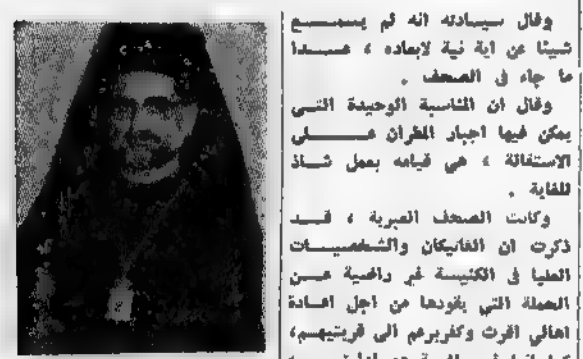 وقال سيادته انه لم يسمع
شيئا عن اية نية لابعاده ، عدا
ما جاء في الصحف .
وقال ان المناسبة الوحيدة التي
يمكن فيها اجبار المطران على
الاستقالة ، هي قيامه بعمل شاذ
للغاية .
وكانت الصحف العبرية ، قد
ذكرت ان الفاتيكان والشخصيات
العليا في الكنيسة غير راضية عن
الحملة التي يقودها من اجل اعادة
اهالي اقرت وكفربرعم الى قريتيهم،